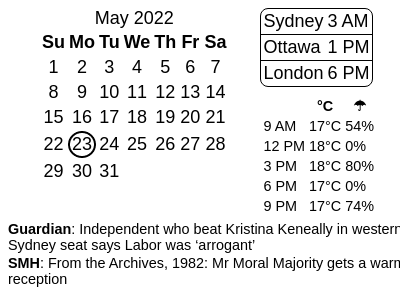 May 2022
Su Mo Tu We Th Fr Sa
1 2 3 4 5 6 7
8 9 10 11 12 13 14
15 16 17 18 19 20 21
22 23 24 25 26 27 28
29 30 31
Sydney 3 AM
Ottawa 1 PM
London 6 PM
°C ☂
9 AM 17°C 54%
12 PM 18°C 0%
3 PM 18°C 80%
6 PM 17°C 0%
9 PM 17°C 74%
Guardian: Independent who beat Kristina Keneally in western
Sydney seat says Labor was ‘arrogant’
SMH: From the Archives, 1982: Mr Moral Majority gets a warm
reception